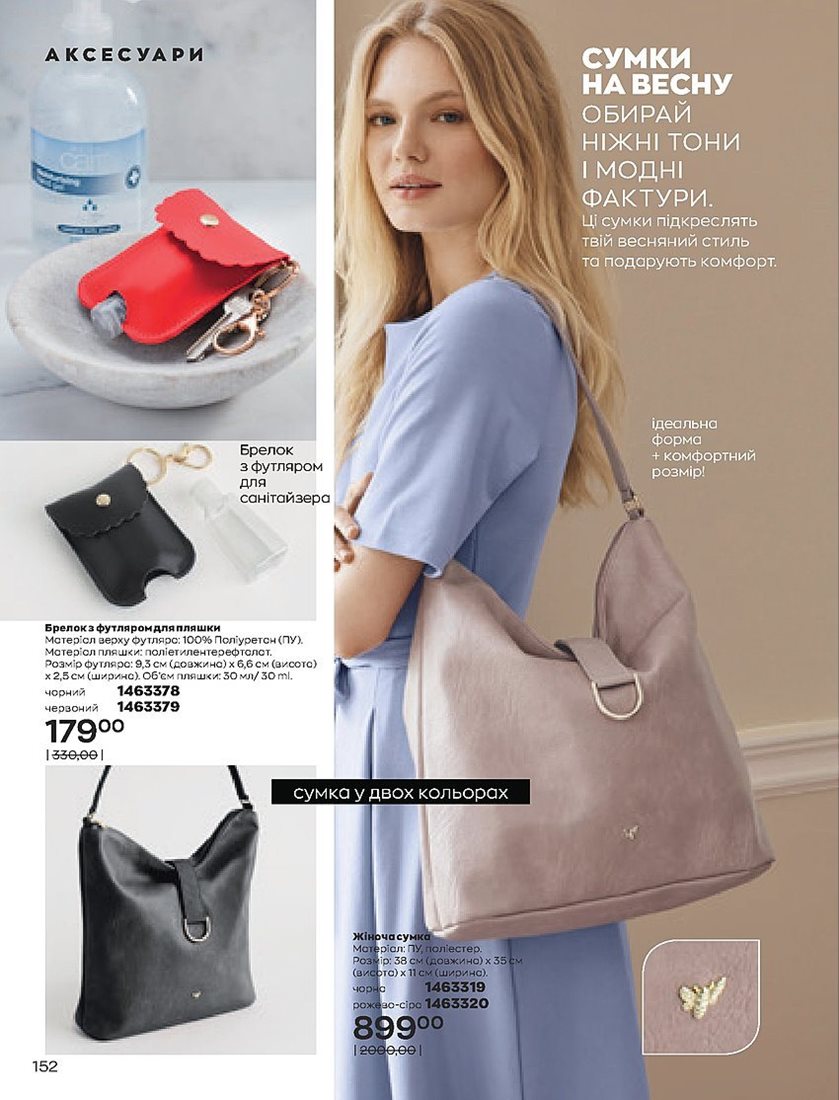 АКСЕСУАРИ
care
СУМКИ
НА ВЕСНУ
ОБИРАЙ
НІЖНІ ТОНИ
І МОДНІ
ФАКТУРИ.
Ці сумки підкреслять
твій весняний стиль
та подарують комфорт.
ідеальна
форма
+ комфортний
розмір!
Брелок
з футляром
для
санітайзера
Брелок з футляром для пляшки
Матеріал верху футляра: 100% Поліуретан (ПУ).
Матеріал пляшки: поліетилентерефталат.
Розмір футляра: 9,3 см (довжина) x 6,6 см (висота)
x 2,5 см (ширина). Об'єм пляшки: 30 мл/ 30 ml.
чорний 1463378
червоний 1463379
179⁰⁰
| 330,00 |
сумка у двох кольорах
Жіноча сумка
Матеріал: ПУ, поліестер.
Розмір: 38 см (довжина) x 35 см
(висота) x 11 см (ширина).
чорна 1463319
рожево-сіра 1463320
899⁰⁰
| 2000,00 |
152